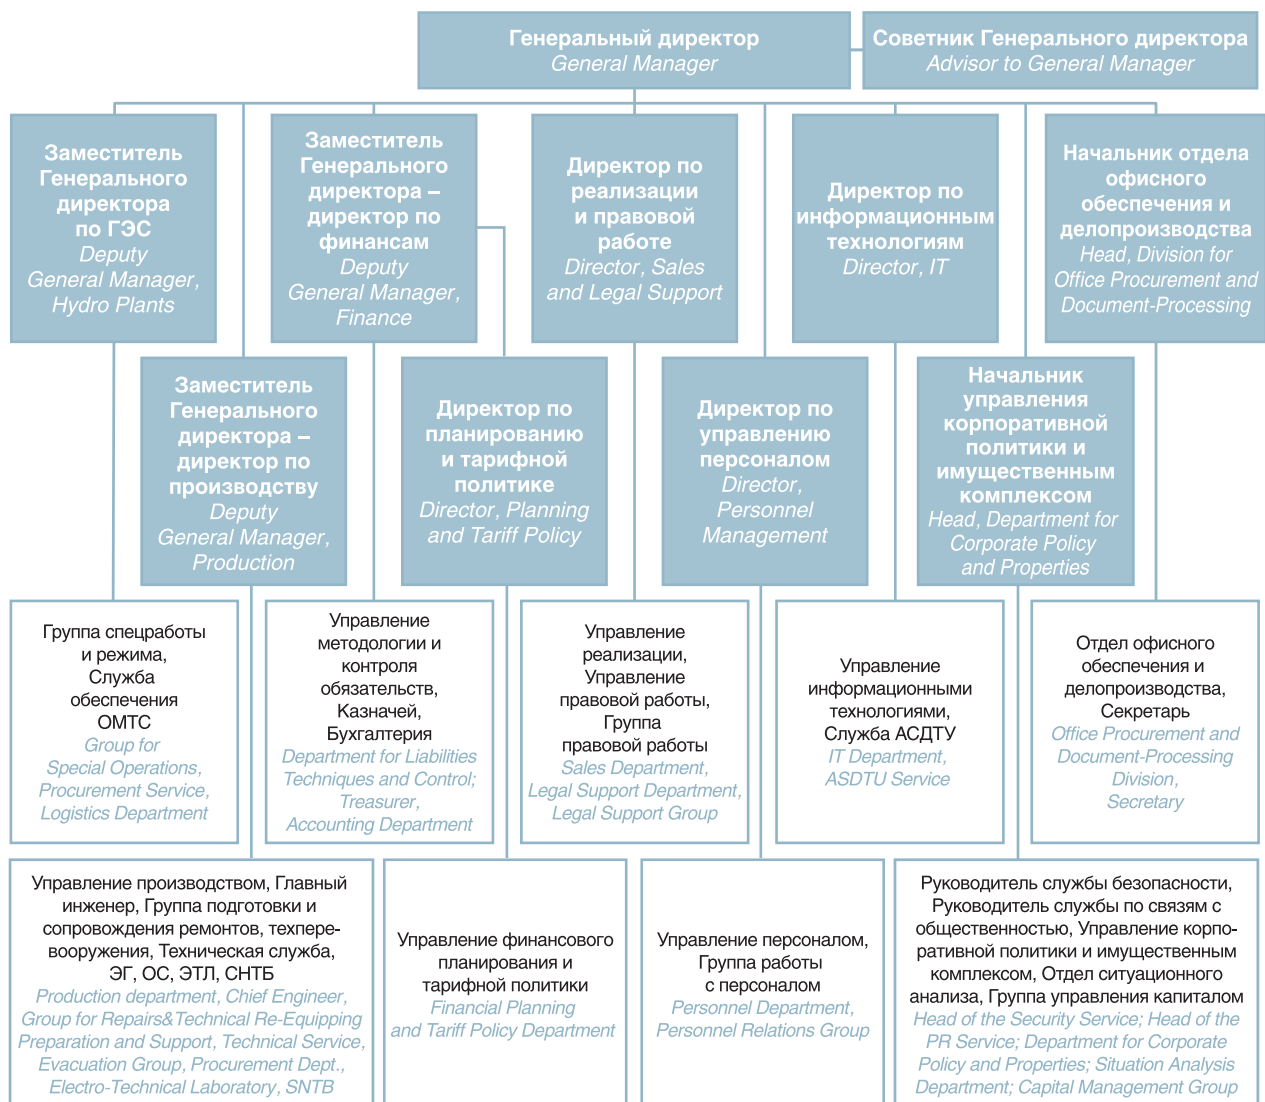 Генеральный директор
General Manager
Советник Генерального директора
Advisor to General Manager
Заместитель
Генерального
директора
по ГЭС
Deputy
General Manager,
Hydro Plants
Заместитель
Генерального
директора –
директор по
финансам
Deputy
General Manager,
Finance
Директор по
реализации
и правовой
работе
Director, Sales
and Legal Support
Директор по
информационным
технологиям
Director, IT
Начальник отдела
офисного
обеспечения и
делопроизводства
Head, Division for
Office Procurement and
Document-Processing
Заместитель
Генерального
директора –
директор по
производству
Deputy
General Manager,
Production
Директор по
планированию
и тарифной
политике
Director, Planning
and Tariff Policy
Директор по
управлению
персоналом
Director,
Personnel
Management
Начальник
управления
корпоративной
политики и
имущественным
комплексом
Head, Department for
Corporate Policy
and Properties
Группа спецработы
и режима,
Служба
обеспечения
ОМТС
Group for
Special Operations,
Procurement Service,
Logistics Department
Управление
методологии и
контроля
обязательств,
Казначей,
Бухгалтерия
Department for Liabilities
Techniques and Control;
Treasurer,
Accounting Department
Управление
реализации,
Управление
правовой работы,
Группа
правовой работы
Sales Department,
Legal Support Department,
Legal Support Group
Управление
информационными
технологиями,
Служба АСДТУ
IT Department,
ASDTU Service
Отдел офисного
обеспечения и
делопроизводства,
Секретарь
Office Procurement and
Document-Processing
Division,
Secretary
Управление производством, Главный
инженер, Группа подготовки и
сопровождения ремонтов, техпере-
вооружения, Техническая служба,
ЭГ, ОС, ЭТЛ, СНТБ
Production department, Chief Engineer,
Group for Repairs&Technical Re-Equipping
Preparation and Support, Technical Service,
Evacuation Group, Procurement Dept.,
Electro-Technical Laboratory, SNTB
Управление финансового
планирования и
тарифной политики
Financial Planning
and Tariff Policy Department
Управление персоналом,
Группа работы
с персоналом
Personnel Department,
Personnel Relations Group
Руководитель службы безопасности,
Руководитель службы по связям с
общественностью, Управление корпо-
ративной политики и имущественным
комплексом, Отдел ситуационного
анализа, Группа управления капиталом
Head of the Security Service; Head of the
PR Service; Department for Corporate
Policy and Properties; Situation Analysis
Department; Capital Management Group